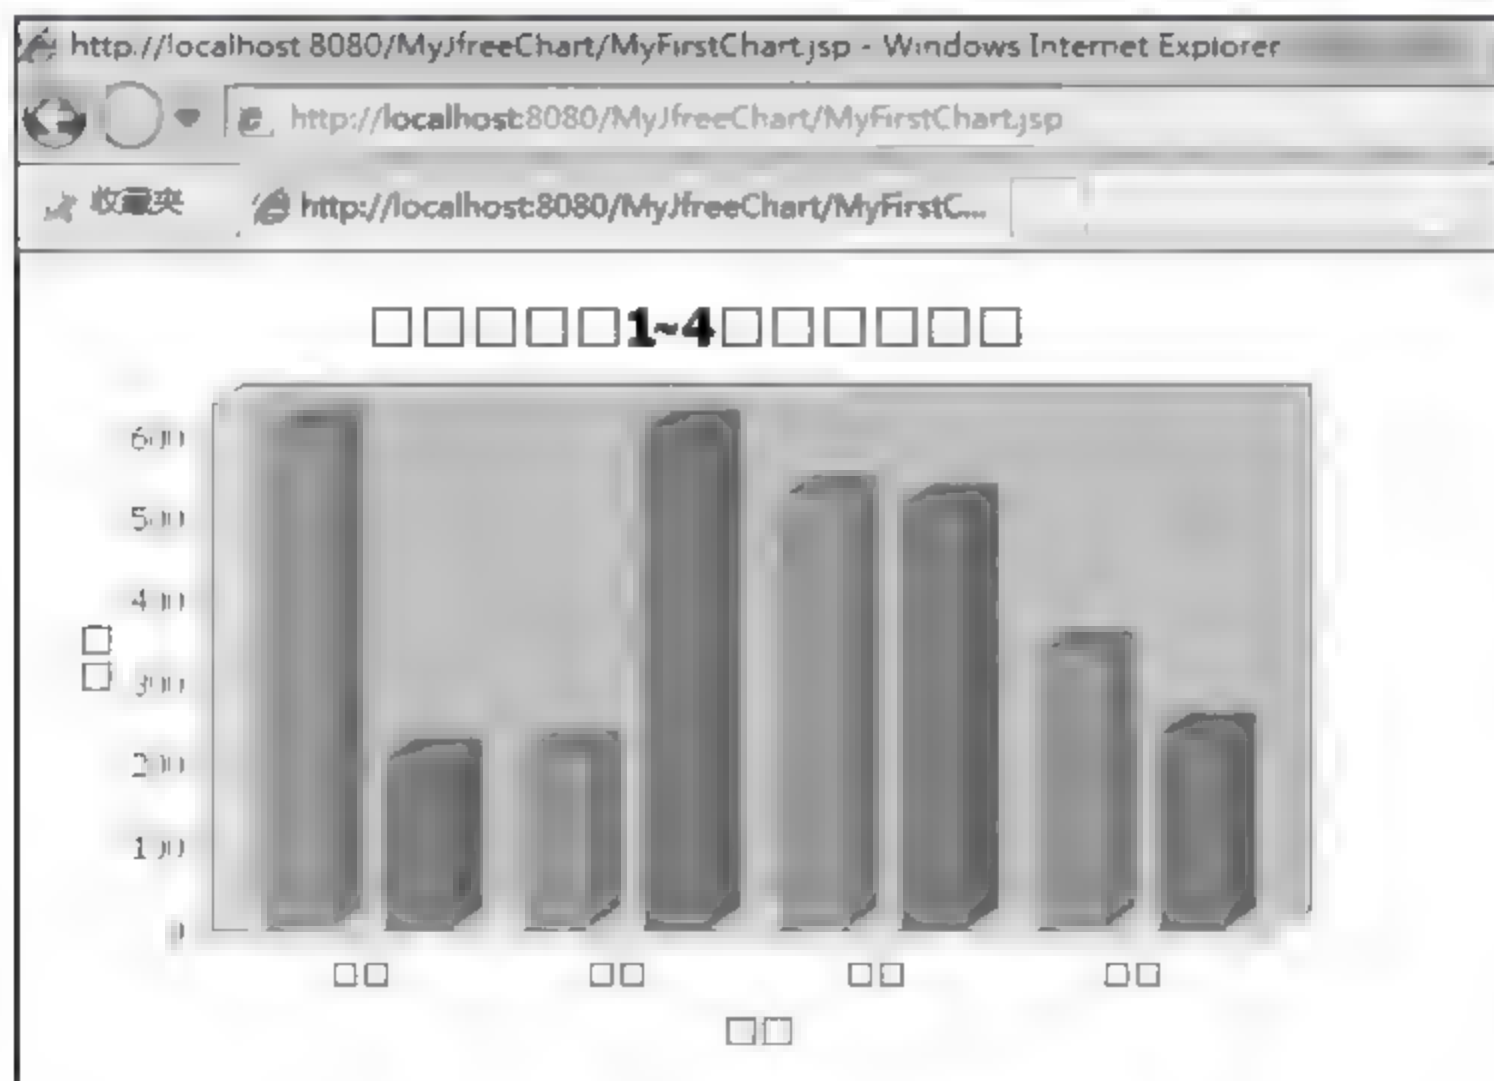 http://localhost:8080/MyJfreeChart/MyFirstChart.jsp - Windows Internet Explorer
http://localhost:8080/MyJfreeChart/MyFirstChart.jsp
收藏夹 http://localhost:8080/MyJfreeChart/MyFirstC...
□□□□□1~4□□□□□□
600
500
400
□□
300
200
100
0
□□ □□ □□ □□
□□